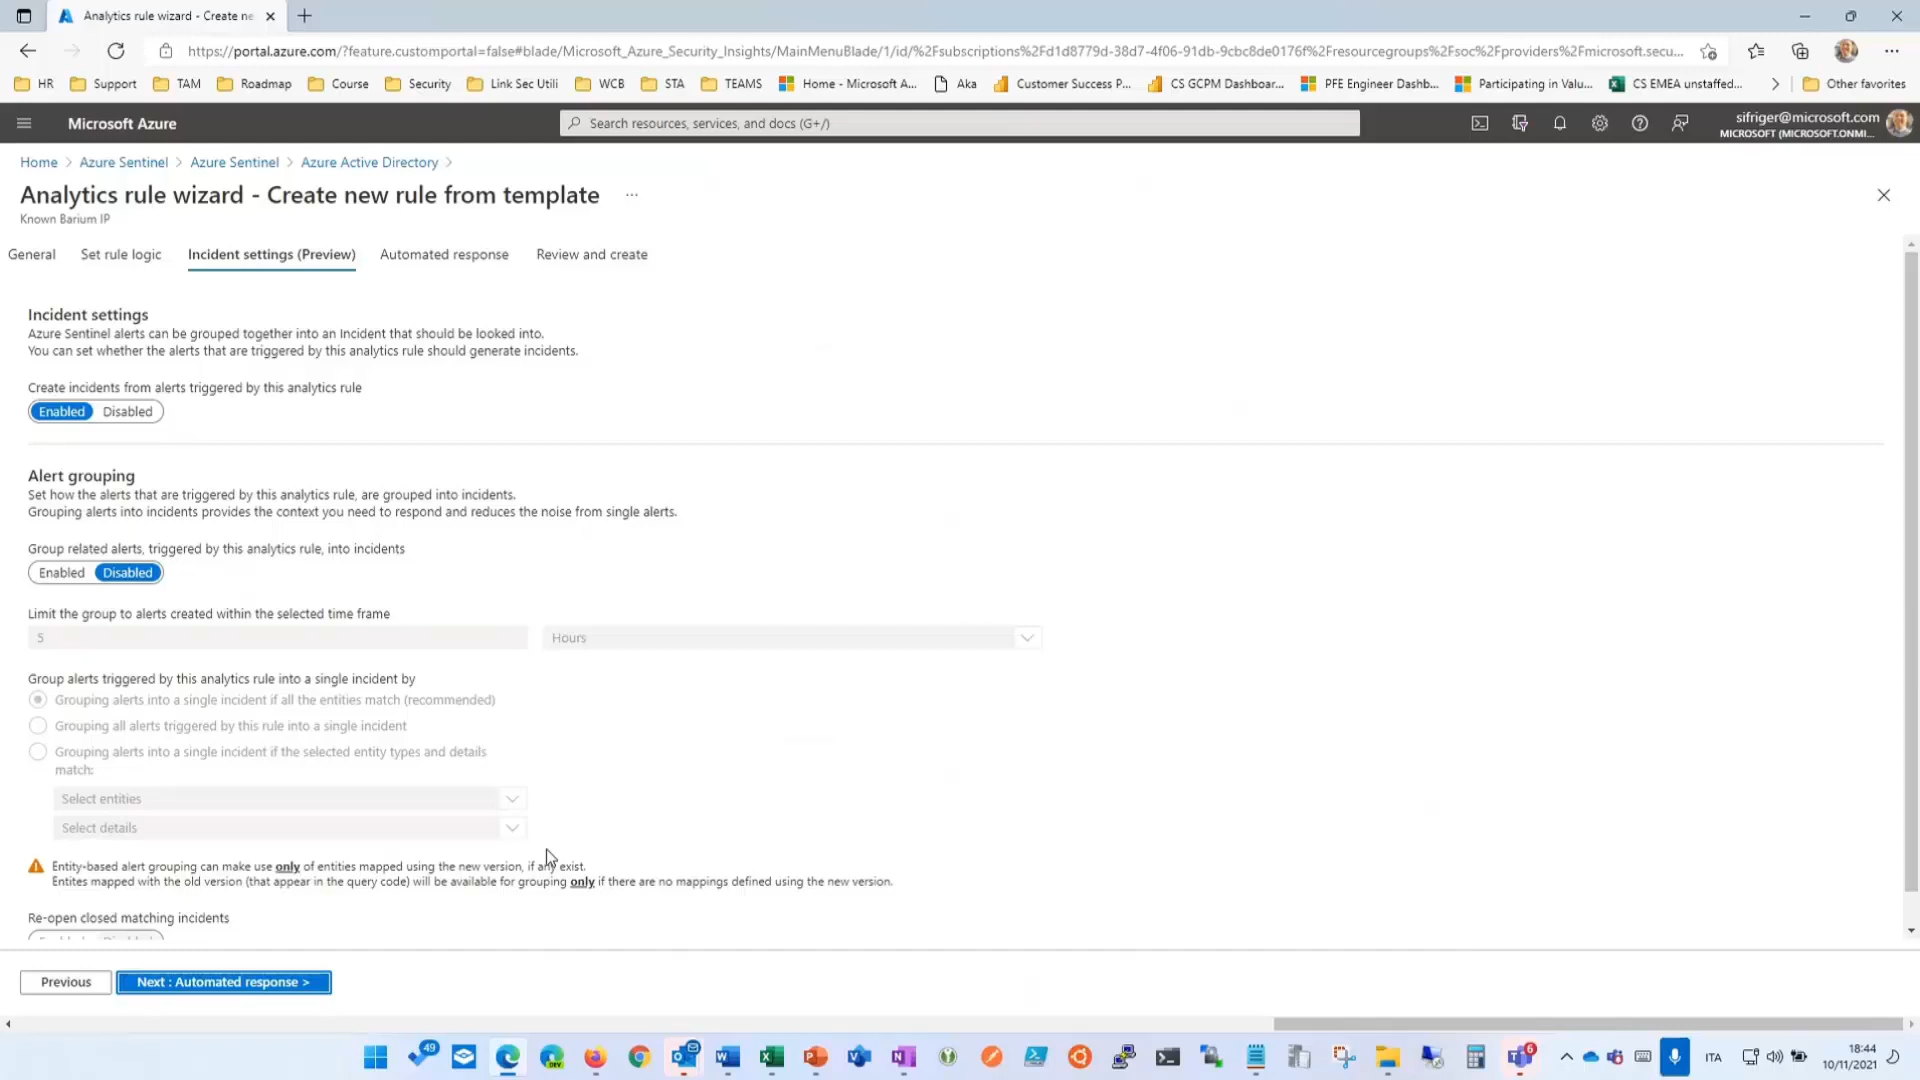 Analytics rule wizard - Create ne
https://portal.azure.com/?feature.customportal=false#blade/Microsoft_Azure_Security_Insights/MainMenuBlade/1/id/%2Fsubscriptions%2Fd1d8779d-38d7-4f06-91db-9cbc8de0176f%2Fresourcegroups%2Fsoc%2Fproviders%2Fmicrosoft.secu...
HR Support TAM Roadmap Course Security Link Sec Utili WCB STA TEAMS Home - Microsoft A... Aka Customer Success P... CS GCPM Dashboar... PFE Engineer Dashb... Participating in Valu... CS EMEA unstaffed... Other favorites
Microsoft Azure
Search resources, services, and docs (G+/)
sifriger@microsoft.com
MICROSOFT (MICROSOFT.ONMI...
Home > Azure Sentinel > Azure Sentinel > Azure Active Directory >
Analytics rule wizard - Create new rule from template ...
Known Barium IP
General Set rule logic Incident settings (Preview) Automated response Review and create
Incident settings
Azure Sentinel alerts can be grouped together into an Incident that should be looked into.
You can set whether the alerts that are triggered by this analytics rule should generate incidents.
Create incidents from alerts triggered by this analytics rule
Enabled Disabled
Alert grouping
Set how the alerts that are triggered by this analytics rule, are grouped into incidents.
Grouping alerts into incidents provides the context you need to respond and reduces the noise from single alerts.
Group related alerts, triggered by this analytics rule, into incidents
Enabled Disabled
Limit the group to alerts created within the selected time frame
5 Hours
Group alerts triggered by this analytics rule into a single incident by
Grouping alerts into a single incident if all the entities match (recommended)
Grouping all alerts triggered by this rule into a single incident
Grouping alerts into a single incident if the selected entity types and details
match:
Select entities
Select details
Entity-based alert grouping can make use only of entities mapped using the new version, if any exist.
Entites mapped with the old version (that appear in the query code) will be available for grouping only if there are no mappings defined using the new version.
Re-open closed matching incidents
Previous Next : Automated response >
49
DEV
6
ITA
18:44
10/11/2021